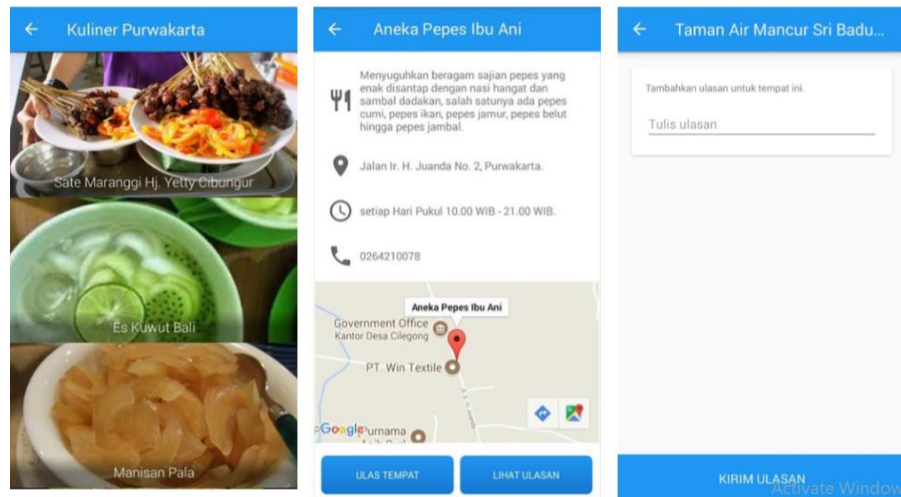 Kuliner Purwakarta
Sate Maranggi Hj. Yetty Cibungur
Es Kuwut Bali
Manisan Pala
Aneka Pepes Ibu Ani
Menyuguhkan beragam sajian pepes yang
enak disantap dengan nasi hangat dan
sambal dadakan, salah satunya ada pepes
cumi, pepes ikan, pepes jamur, pepes belut
hingga pepes jambal.
Jalan Ir. H. Juanda No. 2, Purwakarta.
setiap Hari Pukul 10.00 WIB - 21.00 WIB.
0264210078
Aneka Pepes Ibu Ani
Government Office
Kantor Desa Cilegong
PT. Win Textile
Google
urnama
ULAS TEMPAT
LIHAT ULASAN
Taman Air Mancur Sri Badu...
Tambahkan ulasan untuk tempat ini.
Tulis ulasan
KIRIM ULASAN
Activate Window